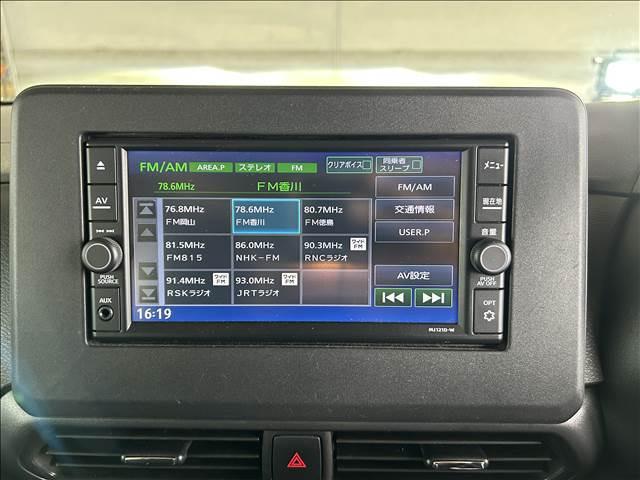 FM/AM AREA.P ステレオ FM クリアボイス 同乗者スリープ
78.6MHz FM香川
76.8MHz FM岡山
78.6MHz FM香川
80.7MHz FM徳島
81.5MHz FM815
86.0MHz NHK-FM
90.3MHz ワイドFM RNCラジオ
91.4MHz ワイドFM RSKラジオ
93.0MHz ワイドFM JRTラジオ
FM/AM
交通情報
USER.P
AV設定
16:19
AV
PUSH SOURCE
AUX
メニュー
現在地
音量
PUSH AV OFF
OPT
MJ121D-W